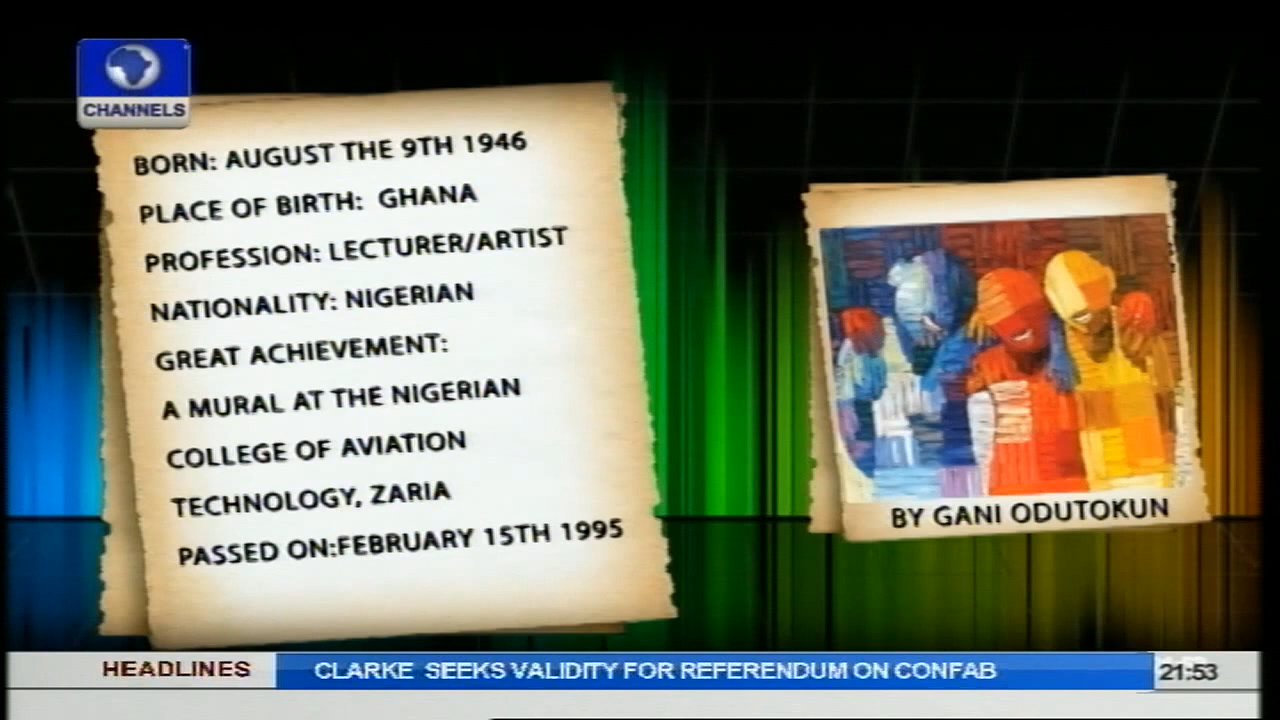 CHANNELS
BORN: AUGUST THE 9TH 1946
PLACE OF BIRTH: GHANA
PROFESSION: LECTURER/ARTIST
NATIONALITY: NIGERIAN
GREAT ACHIEVEMENT:
A MURAL AT THE NIGERIAN
COLLEGE OF AVIATION
TECHNOLOGY, ZARIA
PASSED ON:FEBRUARY 15TH 1995
BY GANI ODUTOKUN
HEADLINES
CLARKE SEEKS VALIDITY FOR REFERENDUM ON CONFAB
21:53